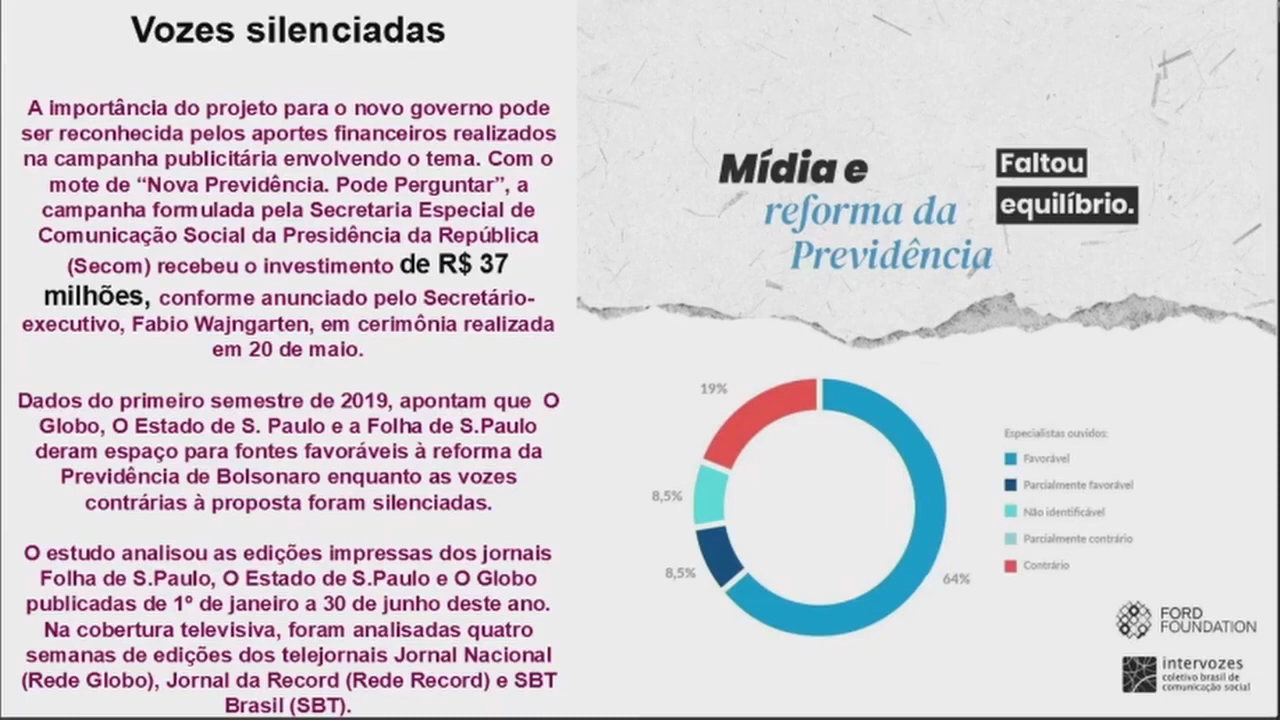 Vozes silenciadas
A importância do projeto para o novo governo pode
ser reconhecida pelos aportes financeiros realizados
na campanha publicitária envolvendo o tema. Com o
mote de “Nova Previdência. Pode Perguntar”, a
campanha formulada pela Secretaria Especial de
Comunicação Social da Presidência da República
(Secom) recebeu o investimento de R$ 37
milhões, conforme anunciado pelo Secretário-
executivo, Fabio Wajngarten, em cerimônia realizada
em 20 de maio.
Dados do primeiro semestre de 2019, apontam que O
Globo, O Estado de S. Paulo e a Folha de S.Paulo
deram espaço para fontes favoráveis à reforma da
Previdência de Bolsonaro enquanto as vozes
contrárias à proposta foram silenciadas.
O estudo analisou as edições impressas dos jornais
Folha de S.Paulo, O Estado de S.Paulo e O Globo
publicadas de 1º de janeiro a 30 de junho deste ano.
Na cobertura televisiva, foram analisadas quatro
semanas de edições dos telejornais Jornal Nacional
(Rede Globo), Jornal da Record (Rede Record) e SBT
Brasil (SBT).
Mídia e
reforma da
Previdência
Faltou
equilíbrio.
19%
8,5%
8,5%
64%
Especialistas ouvidos:
Favorável
Parcialmente favorável
Não identificável
Parcialmente contrário
Contrário
FORD
FOUNDATION
intervozes
coletivo brasil de
comunicação social